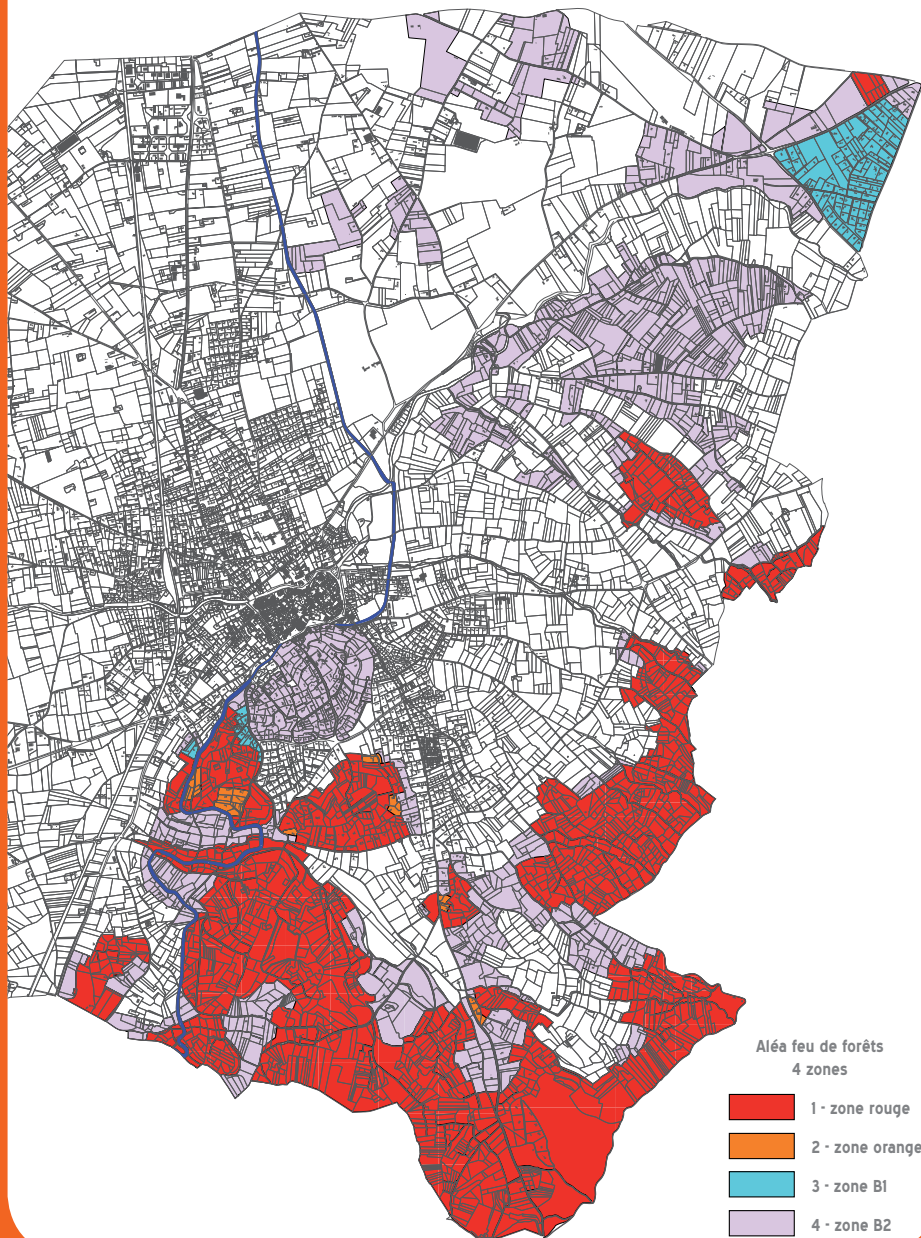 Aléa feu de forêts
4 zones
1 - zone rouge
2 - zone orange
3 - zone B1
4 - zone B2